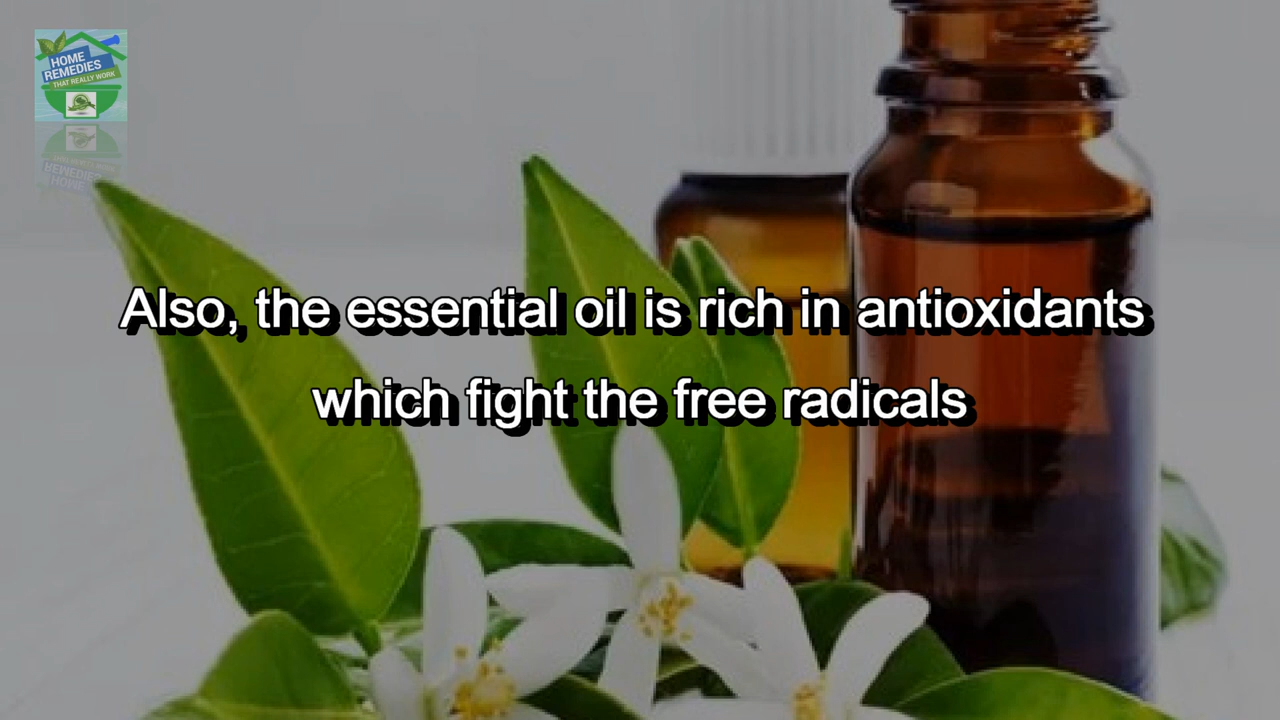 HOME
REMEDIES
THAT REALLY WORK
Also, the essential oil is rich in antioxidants
which fight the free radicals